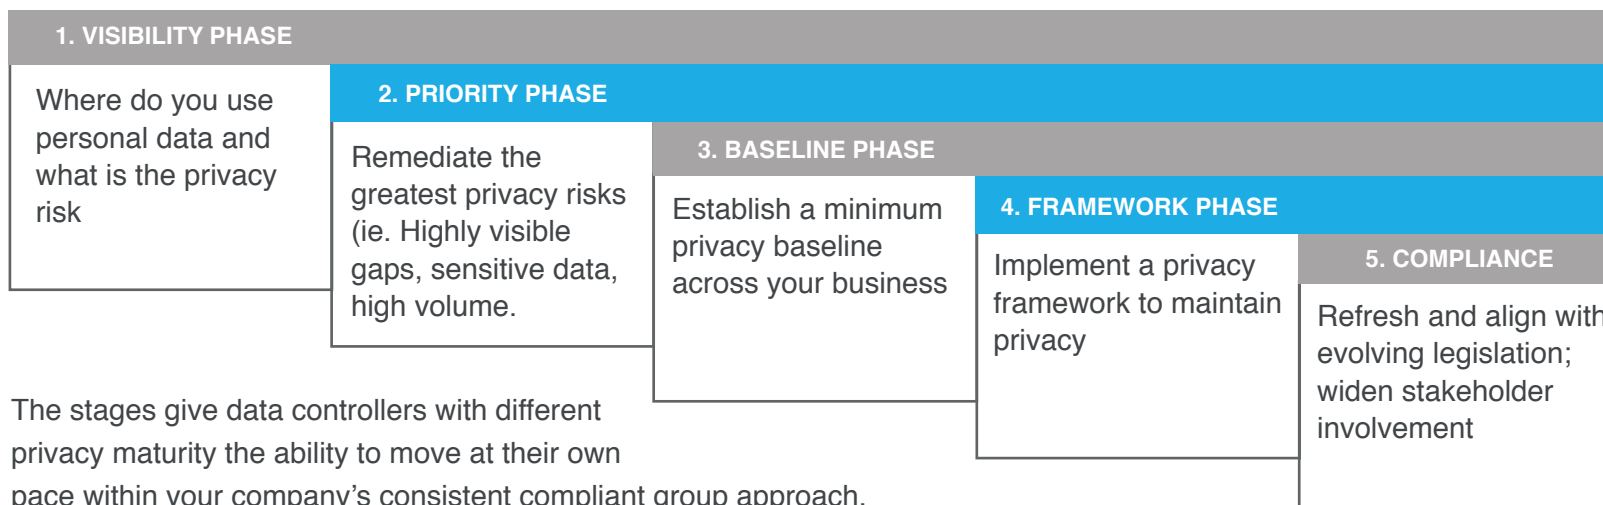 1. VISIBILITY PHASE
Where do you use
personal data and
what is the privacy
risk
2. PRIORITY PHASE
Remediate the
greatest privacy risks
(ie. Highly visible
gaps, sensitive data,
high volume.
3. BASELINE PHASE
Establish a minimum
privacy baseline
across your business
4. FRAMEWORK PHASE
Implement a privacy
framework to maintain
privacy
5. COMPLIANCE
Refresh and align with
evolving legislation;
widen stakeholder
involvement
The stages give data controllers with different
privacy maturity the ability to move at their own
pace within your company's consistent compliant group approach.